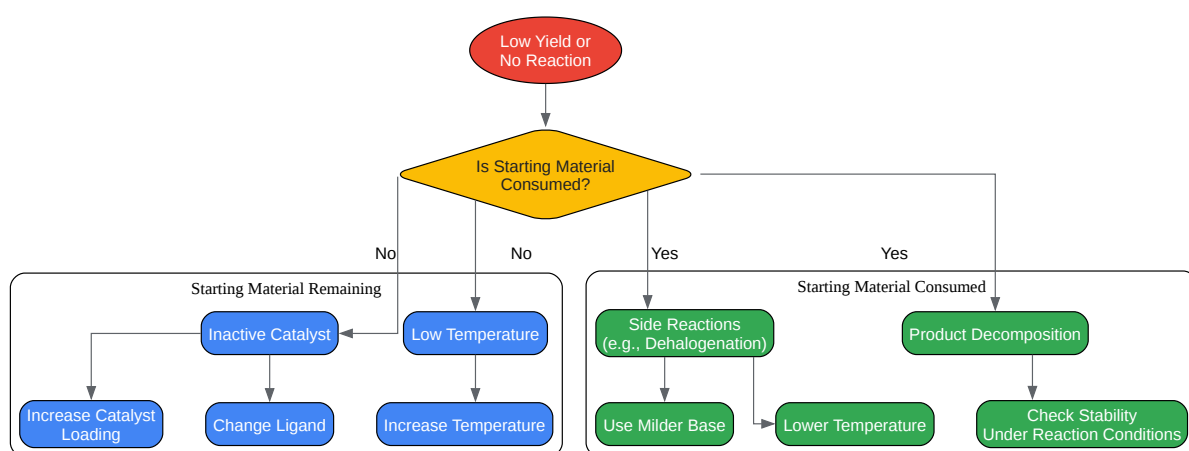 Low Yield or
No Reaction
Is Starting Material
Consumed?
No
No
Yes
Yes
Starting Material Remaining
Starting Material Consumed
Inactive Catalyst
Low Temperature
Side Reactions
(e.g., Dehalogenation)
Product Decomposition
Increase Catalyst
Loading
Change Ligand
Increase Temperature
Use Milder Base
Lower Temperature
Check Stability
Under Reaction Conditions